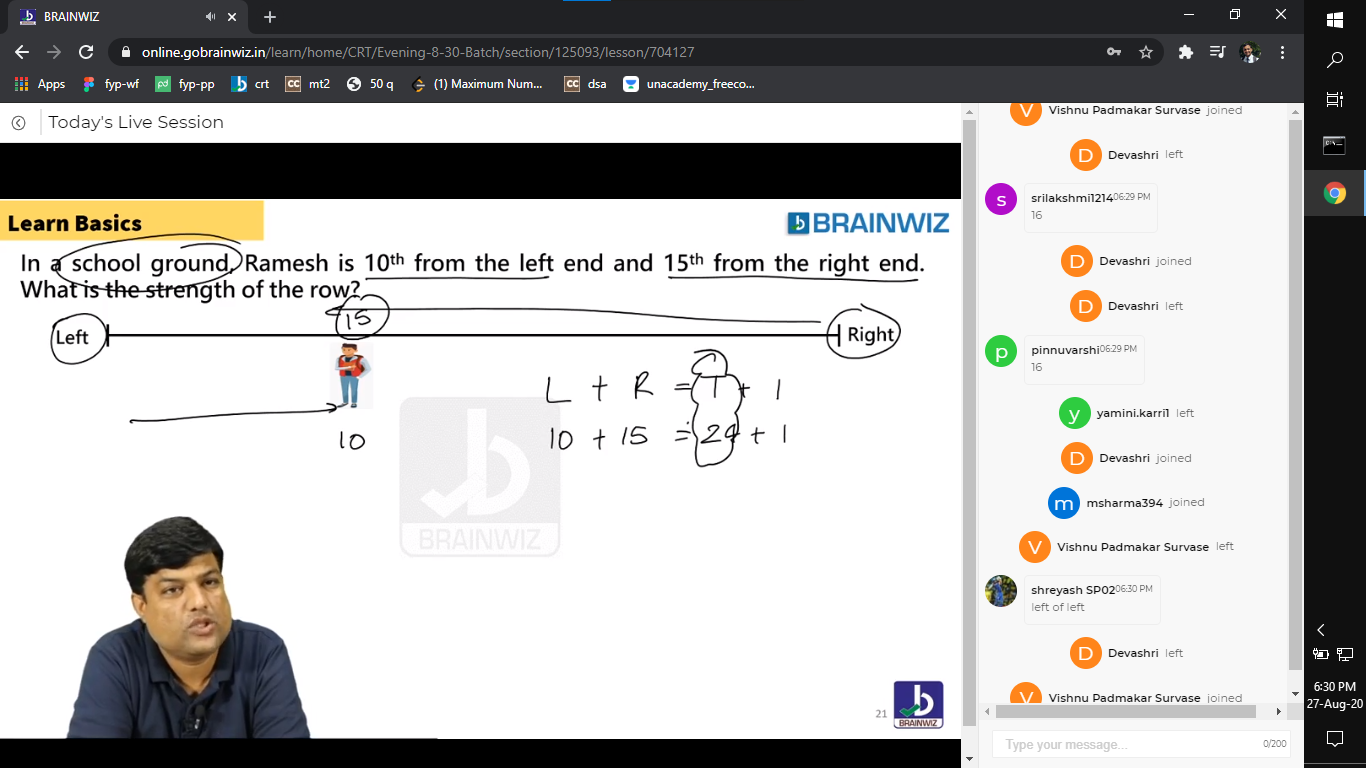 BRAINWIZ
online.gobrainwiz.in/learn/home/CRT/Evening-8-30-Batch/section/125093/lesson/704127
Apps fyp-wf fyp-pp crt mt2 50 q (1) Maximum Num... dsa unacademy_freeco...
Today's Live Session
Learn Basics
BRAINWIZ
In a school ground, Ramesh is 10th from the left end and 15th from the right end.
What is the strength of the row?
15
Left
Right
L + R = T + 1
10
10 + 15 = 24 + 1
BRAINWIZ
21
BRAINWIZ
V Vishnu Padmakar Survase joined
D Devashri left
s srilakshmi1214 06:29 PM
16
D Devashri joined
D Devashri left
p pinnuvarshi 06:29 PM
16
y yamini.karri1 left
D Devashri joined
m msharma394 joined
V Vishnu Padmakar Survase left
shreyash SP02 06:30 PM
left of left
D Devashri left
V Vishnu Padmakar Survase joined
Type your message... 0/200
6:30 PM
27-Aug-20